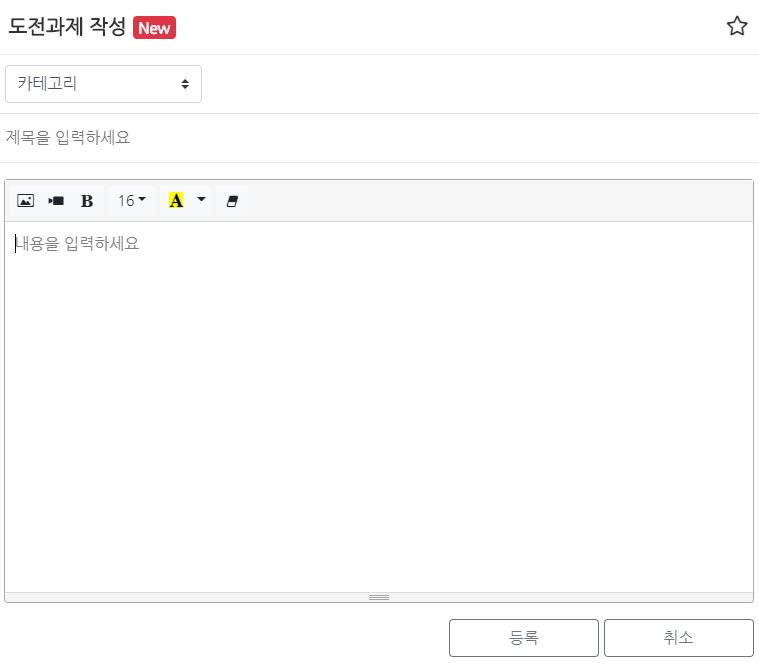 도전과제 작성 New
카테고리
제목을 입력하세요
B 16 A
내용을 입력하세요
등록 취소